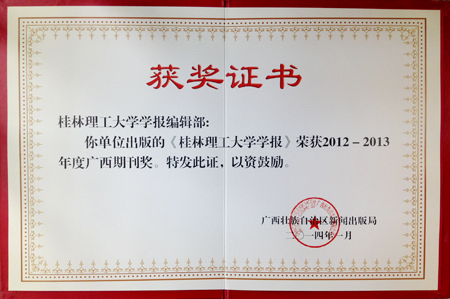 获奖证书
桂林理工大学学报编辑部:
你单位出版的《桂林理工大学学报》荣获2012-2013
年度广西期刊奖。特发此证，以资鼓励。
广西壮族自治区新闻出版局
二〇一四年一月